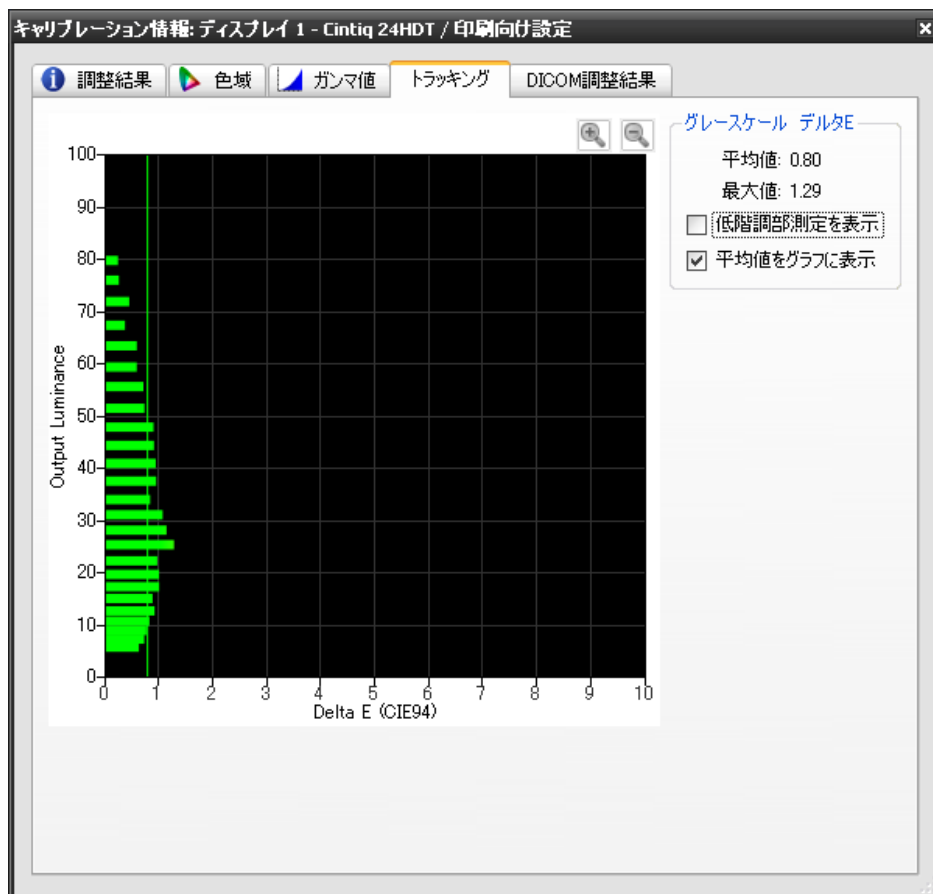 キャリブレーション情報: ディスプレイ 1 - Cintiq 24HDT / 印刷向け設定
調整結果
色域
ガンマ値
トラッキング
DICOM調整結果
グレースケール デルタE
平均値: 0.80
最大値: 1.29
低階調部測定を表示
平均値をグラフに表示
100
90
80
70
60
50
40
30
20
10
0
Output Luminance
0 1 2 3 4 5 6 7 8 9 10
Delta E (CIE94)